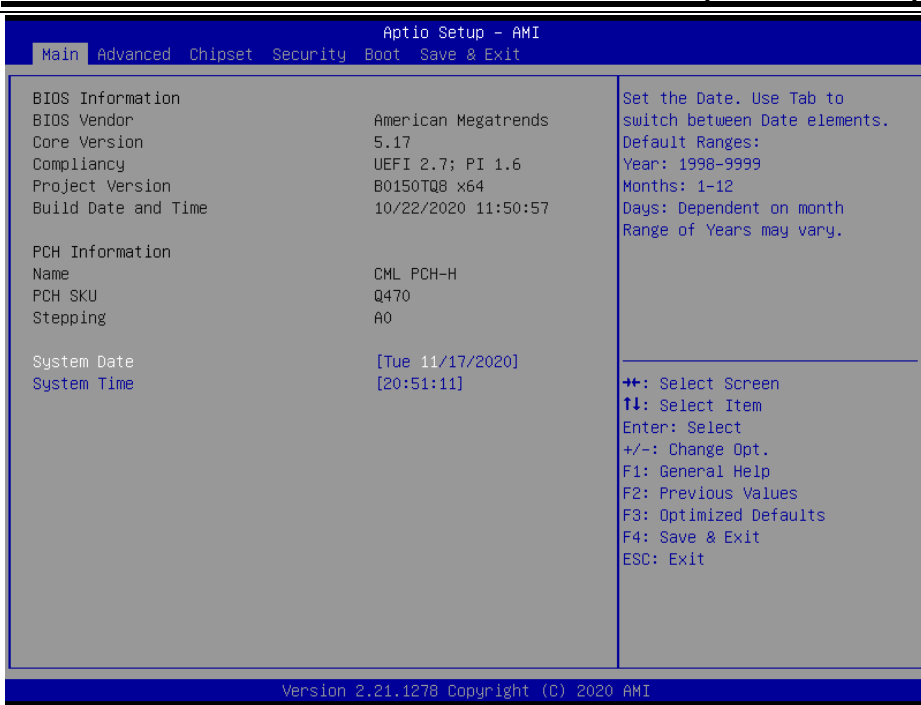 Aptio Setup – AMI
Main Advanced Chipset Security Boot Save & Exit
BIOS Information
BIOS Vendor American Megatrends
Core Version 5.17
Compliancy UEFI 2.7; PI 1.6
Project Version B0150TQ8 x64
Build Date and Time 10/22/2020 11:50:57
PCH Information
Name CML PCH-H
PCH SKU Q470
Stepping A0
System Date [Tue 11/17/2020]
System Time [20:51:11]
Set the Date. Use Tab to
switch between Date elements.
Default Ranges:
Year: 1998-9999
Months: 1-12
Days: Dependent on month
Range of Years may vary.
→←: Select Screen
↑↓: Select Item
Enter: Select
+/-: Change Opt.
F1: General Help
F2: Previous Values
F3: Optimized Defaults
F4: Save & Exit
ESC: Exit
Version 2.21.1278 Copyright (C) 2020 AMI